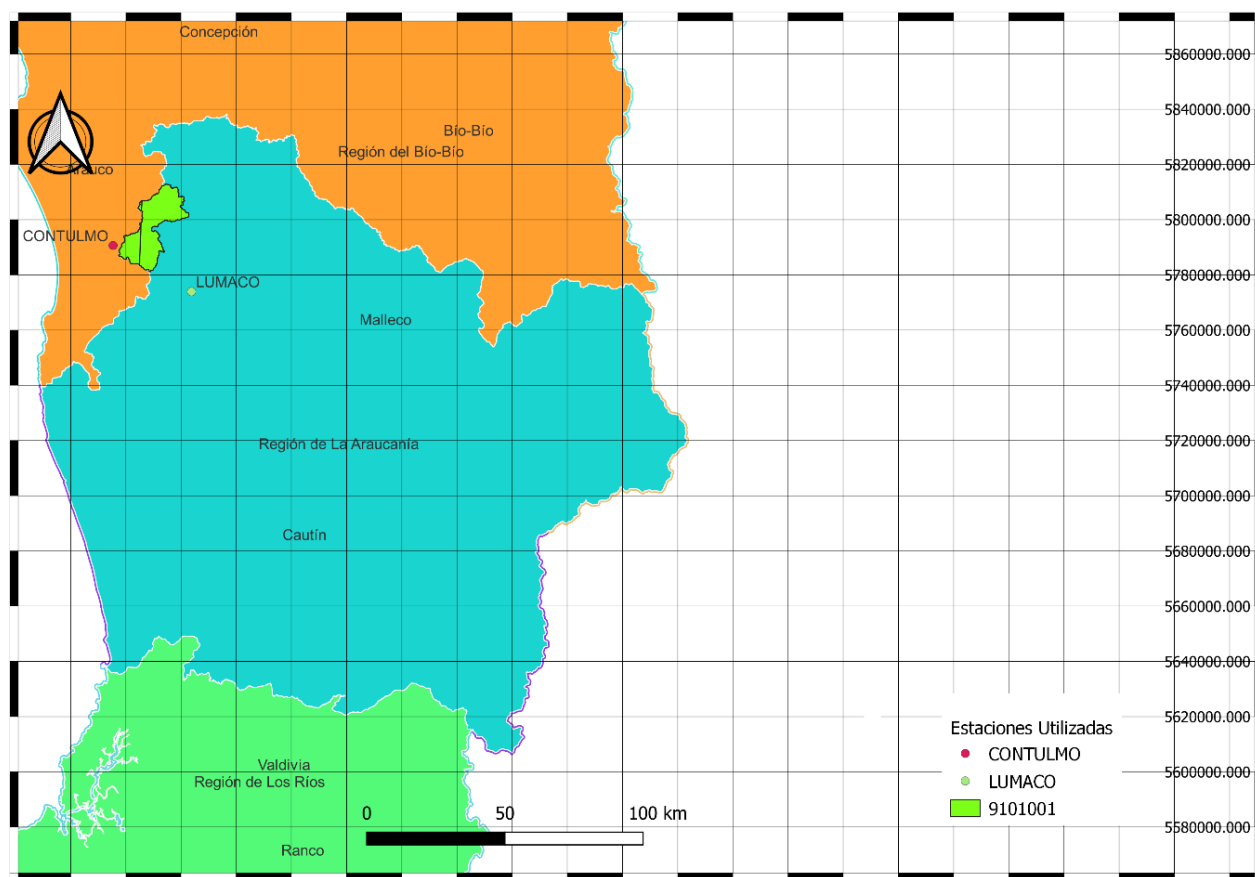 Concepción
5860000.000
5840000.000
Bío-Bío
Región del Bío-Bío
5820000.000
Arauco
5800000.000
CONTULMO
5780000.000
LUMACO
Malleco
5760000.000
5740000.000
5720000.000
Región de La Araucanía
5700000.000
Cautín
5680000.000
5660000.000
5640000.000
5620000.000
Estaciones Utilizadas
CONTULMO
LUMACO
9101001
Valdivia
Región de Los Ríos
5600000.000
0 50 100 km
5580000.000
Ranco